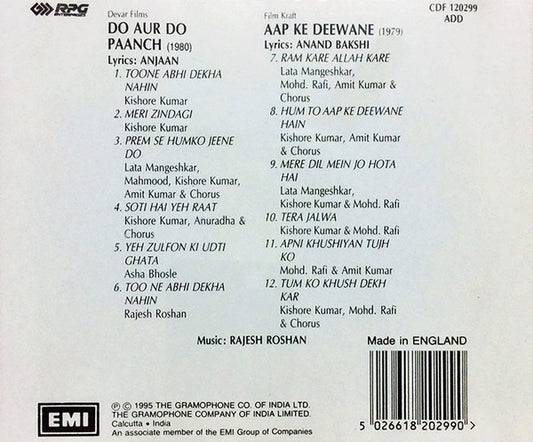 RPG
ENTERPRISES
Devar Films
DO AUR DO
PAANCH (1980)
Lyrics: ANJAAN
1. TOONE ABHI DEKHA
NAHIN
Kishore Kumar
2. MERI ZINDAGI
Kishore Kumar
3. PREM SE HUMKO JEENE
DO
Lata Mangeshkar,
Mahmood, Kishore Kumar,
Amit Kumar & Chorus
4. SOTI HAI YEH RAAT
Kishore Kumar, Anuradha &
Chorus
5. YEH ZULFON KI UDTI
GHATA
Asha Bhosle
6. TOO NE ABHI DEKHA
NAHIN
Rajesh Roshan
Film Kraft
AAP KE DEEWANE (1979)
Lyrics: ANAND BAKSHI
7. RAM KARE ALLAH KARE
Lata Mangeshkar,
Mohd. Rafi, Amit Kumar &
Chorus
8. HUM TO AAP KE DEEWANE
HAIN
Kishore Kumar, Amit Kumar
& Chorus
9. MERE DIL MEIN JO HOTA
HAI
Lata Mangeshkar,
Kishore Kumar & Mohd. Rafi
10. TERA JALWA
Kishore Kumar & Mohd. Rafi
11. APNI KHUSHIYAN TUJH
KO
Mohd. Rafi & Amit Kumar
12. TUM KO KHUSH DEKH
KAR
Kishore Kumar, Mohd. Rafi
& Chorus
CDF 120299
ADD
Music: RAJESH ROSHAN
Made in ENGLAND
EMI
℗ © 1995 THE GRAMOPHONE CO. OF INDIA LTD.
THE GRAMOPHONE COMPANY OF INDIA LIMITED.
Calcutta • India
An associate member of the EMI Group of Companies
5 026618 202990 >